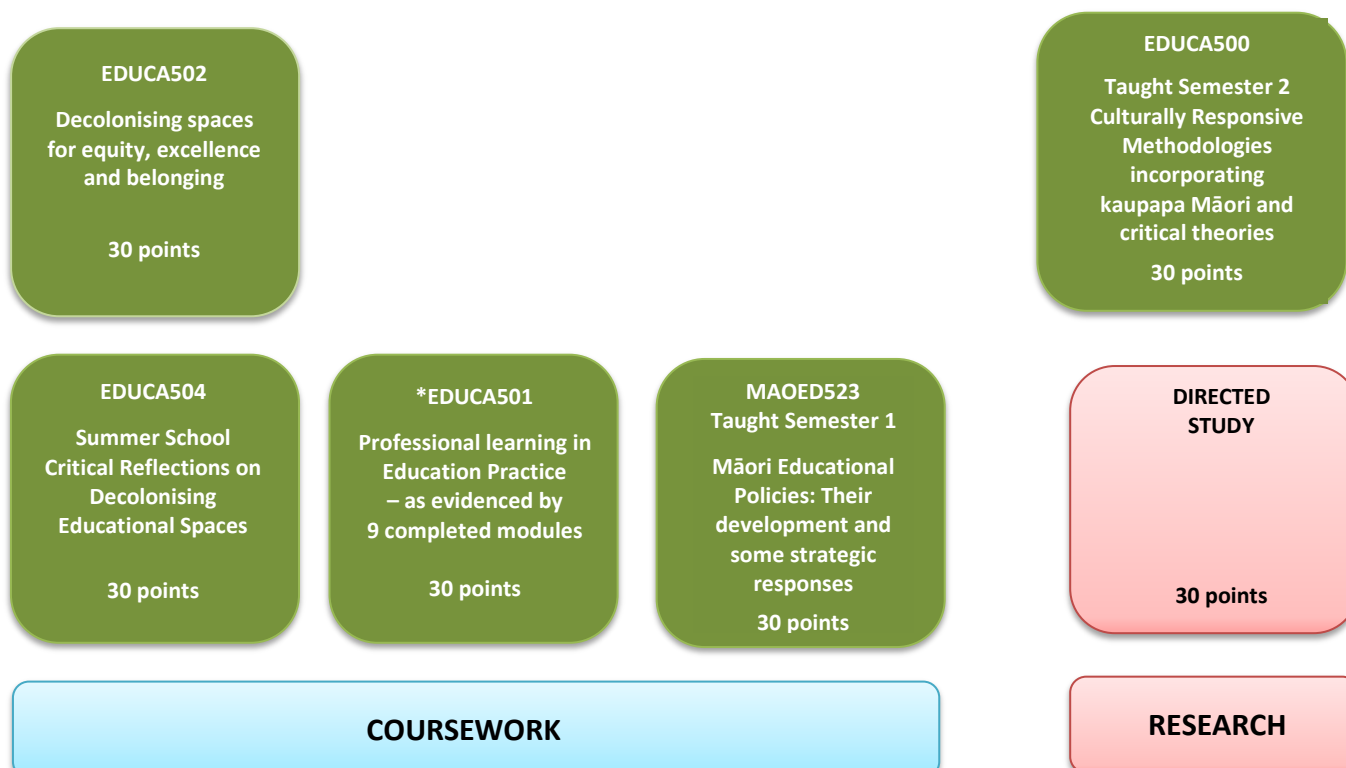 EDUCA502
Decolonising spaces
for equity, excellence
and belonging
30 points
EDUCA500
Taught Semester 2
Culturally Responsive
Methodologies
incorporating
kaupapa Māori and
critical theories
30 points
EDUCA504
Summer School
Critical Reflections on
Decolonising
Educational Spaces
30 points
*EDUCA501
Professional learning in
Education Practice
– as evidenced by
9 completed modules
30 points
MAOED523
Taught Semester 1
Māori Educational
Policies: Their
development and
some strategic
responses
30 points
DIRECTED
STUDY
30 points
COURSEWORK
RESEARCH